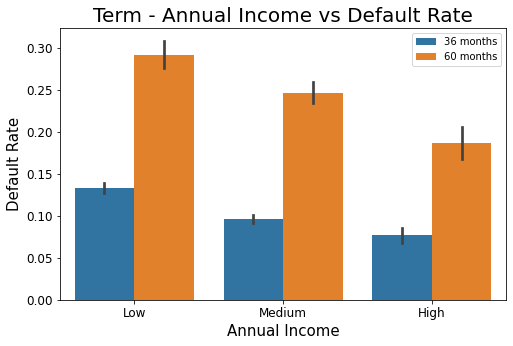 Term - Annual Income vs Default Rate
36 months
60 months
Default Rate
0.30
0.25
0.20
0.15
0.10
0.05
0.00
Low
Medium
High
Annual Income